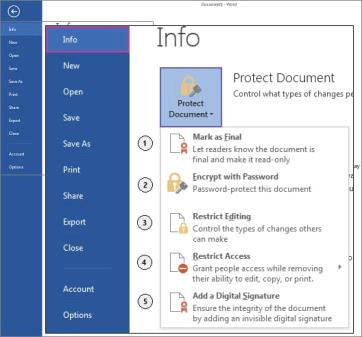 Document1 - Word
Info
New
Open
Save
Save As
Print
Share
Export
Close
Account
Options
Info
New
Open
Save
Save As
Print
Share
Export
Close
Account
Options
Info
Protect
Document
Protect Document
Control what types of changes pe
1
Mark as Final
Let readers know the document is
final and make it read-only
2
Encrypt with Password
Password-protect this document
3
Restrict Editing
Control the types of changes others
can make
4
Restrict Access
Grant people access while removing
their ability to edit, copy, or print.
5
Add a Digital Signature
Ensure the integrity of the document
by adding an invisible digital signature